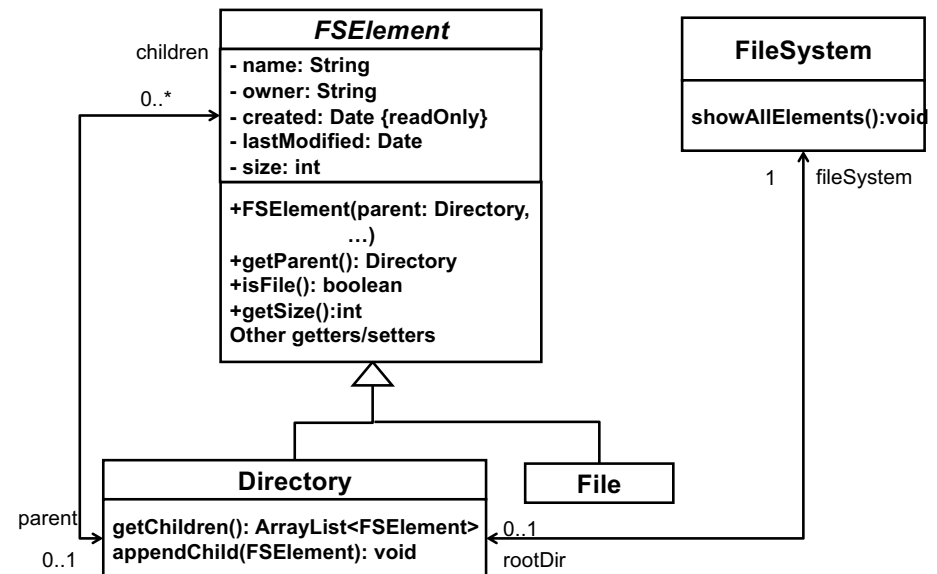 FSElement
- name: String
- owner: String
- created: Date {readOnly}
- lastModified: Date
- size: int
+FSElement(parent: Directory,
…)
+getParent(): Directory
+isFile(): boolean
+getSize():int
Other getters/setters
children
0..*
FileSystem
showAllElements():void
1
fileSystem
Directory
getChildren(): ArrayList<FSElement>
appendChild(FSElement): void
File
parent
0..1
0..1
rootDir